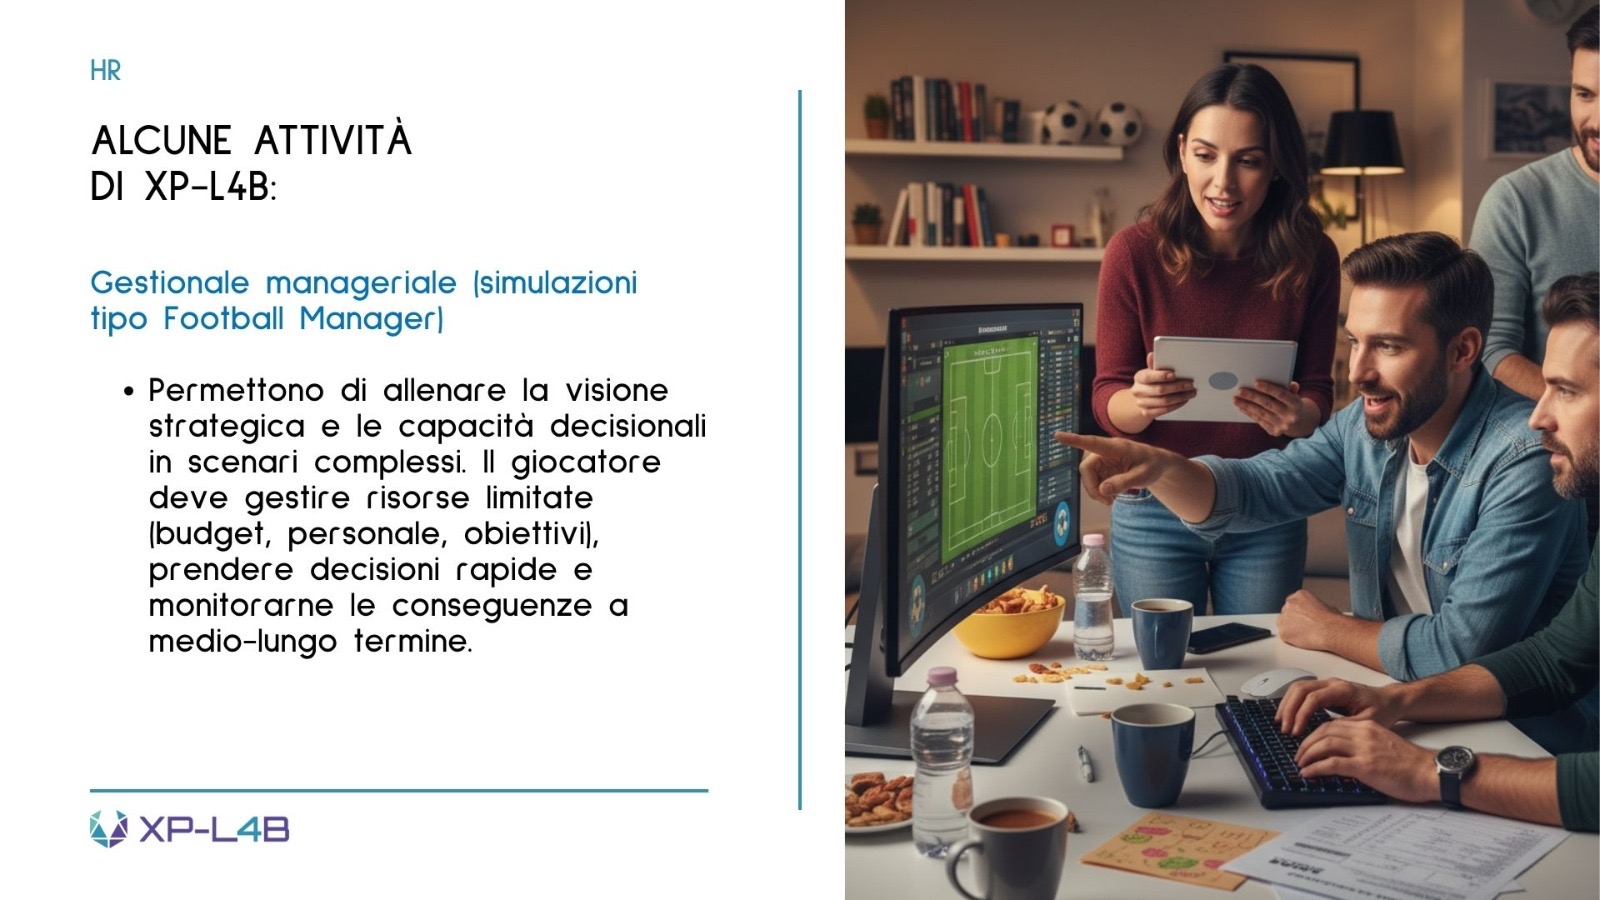 HR
ALCUNE ATTIVITÀ
DI XP-L4B:
Gestionale manageriale (simulazioni
tipo Football Manager)
• Permettono di allenare la visione
strategica e le capacità decisionali
in scenari complessi. Il giocatore
deve gestire risorse limitate
(budget, personale, obiettivi),
prendere decisioni rapide e
monitorarne le conseguenze a
medio-lungo termine.
XP-L4B